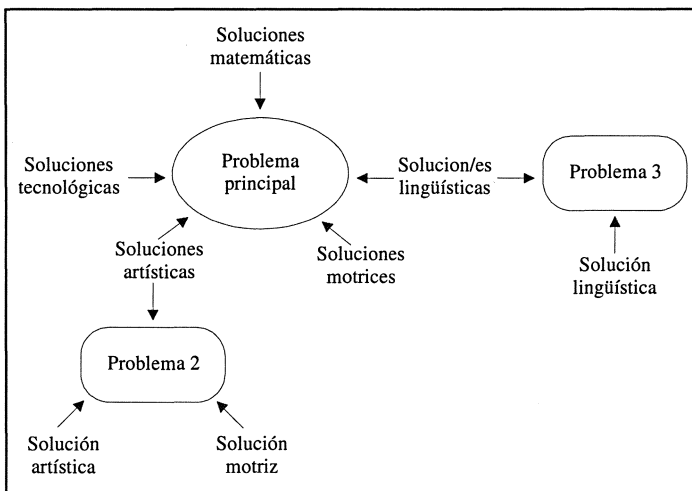 Soluciones
matemáticas
Soluciones
tecnológicas
Problema
principal
Solucion/es
lingüísticas
Problema 3
Soluciones
artísticas
Soluciones
motrices
Solución
lingüística
Problema 2
Solución
artística
Solución
motriz